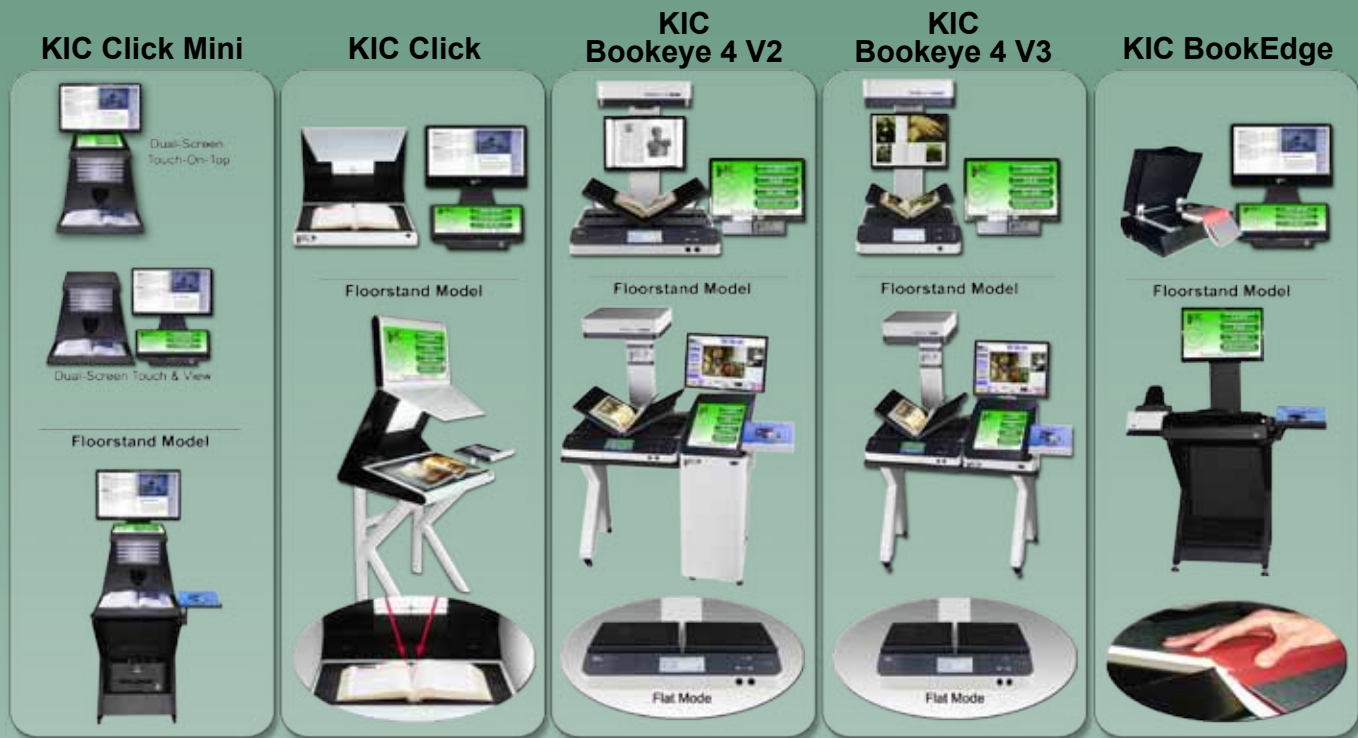 KIC Click Mini
Dual-Screen
Touch-On-Top
Dual-Screen Touch & View
Floorstand Model
KIC Click
Floorstand Model
KIC
Bookeye 4 V2
Floorstand Model
Flat Mode
KIC
Bookeye 4 V3
Floorstand Model
Flat Mode
KIC BookEdge
Floorstand Model